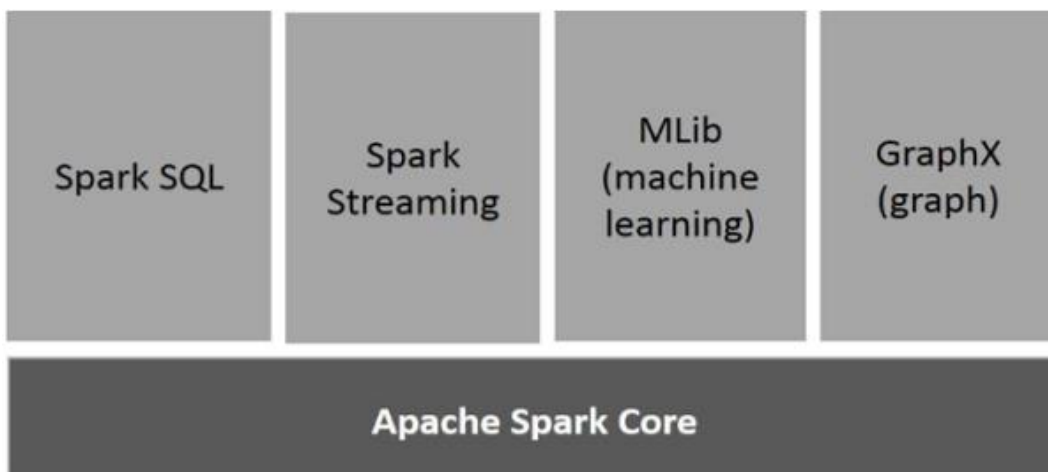 Spark SQL
Spark
Streaming
MLib
(machine
learning)
GraphX
(graph)
Apache Spark Core